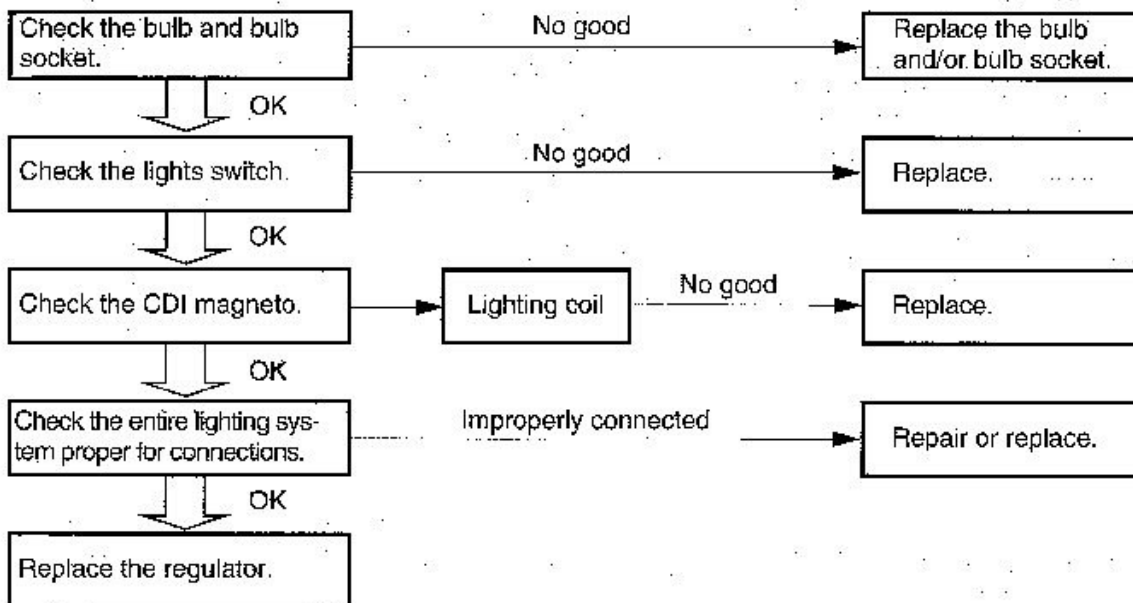 Check the bulb and bulb
socket.
No good
Replace the bulb
and/or bulb socket.
OK
Check the lights switch.
No good
Replace.
OK
Check the CDI magneto.
Lighting coil
No good
Replace.
OK
Check the entire lighting sys-
tem proper for connections.
Improperly connected
Repair or replace.
OK
Replace the regulator.